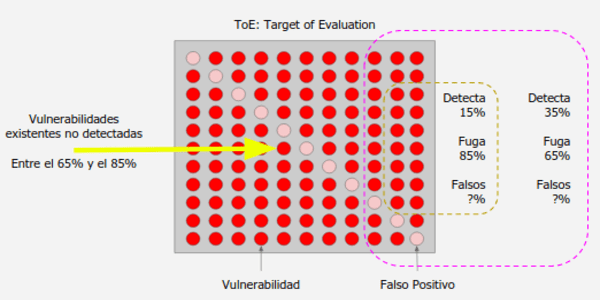 ToE: Target of Evaluation
Vulnerabilidades
existentes no detectadas
Entre el 65% y el 85%
Detecta
15%
Fuga
85%
Falsos
?%
Detecta
35%
Fuga
65%
Falsos
?%
Vulnerabilidad
Falso Positivo